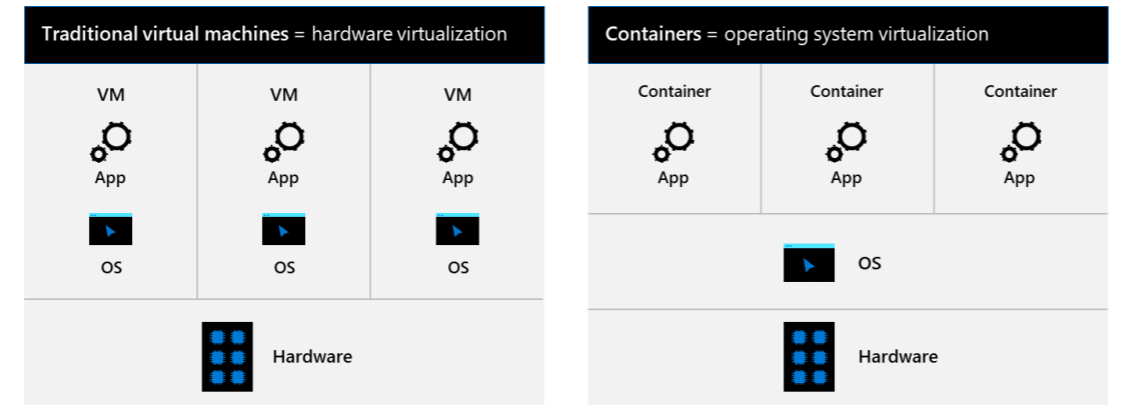 Traditional virtual machines = hardware virtualization
VM VM VM
App App App
OS OS OS
Hardware
Containers = operating system virtualization
Container Container Container
App App App
OS
Hardware